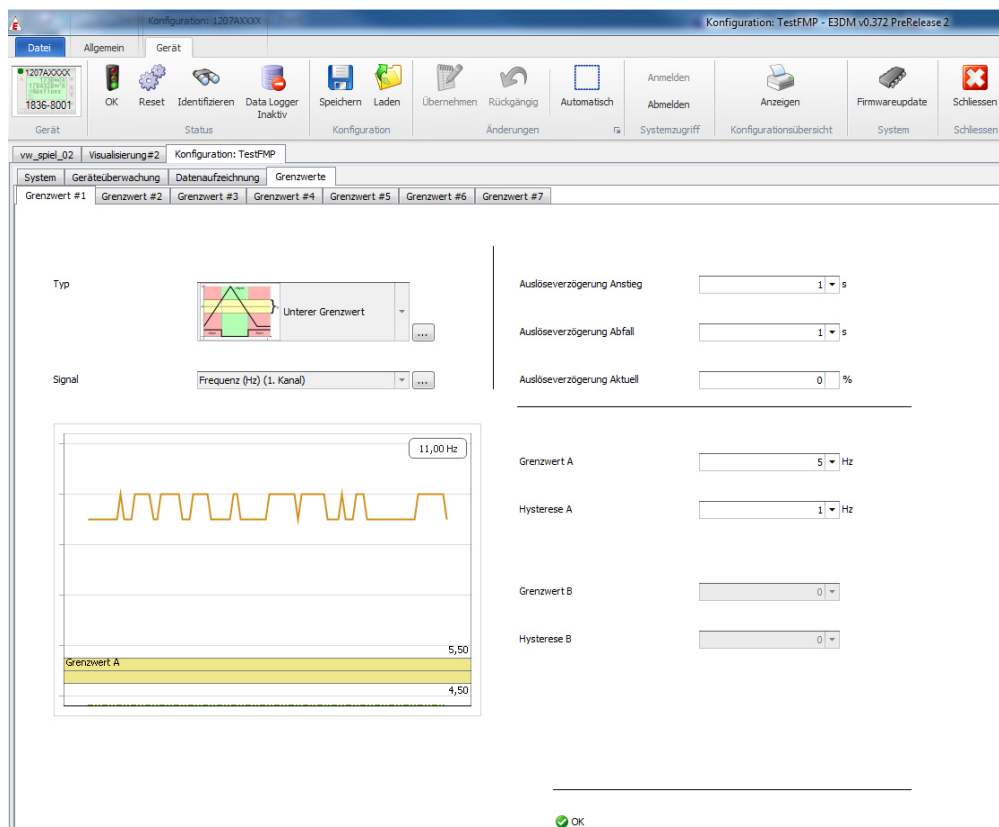 Konfiguration: 1207AXXXX
Konfiguration: TestFMP - E3DM v0.372 PreRelease 2
Datei Allgemein Gerät
1207AXXXX
1836-8001
OK Reset Identifizieren Data Logger Inaktiv Speichern Laden Übernehmen Rückgängig Automatisch Anmelden Abmelden Anzeigen Firmwareupdate Schliessen
Gerät Status Konfiguration Änderungen Systemzugriff Konfigurationsübersicht System Schliessen
vw_spiel_02 Visualisierung#2 Konfiguration: TestFMP
System Geräteüberwachung Datenaufzeichnung Grenzwerte
Grenzwert #1 Grenzwert #2 Grenzwert #3 Grenzwert #4 Grenzwert #5 Grenzwert #6 Grenzwert #7
Typ
Unterer Grenzwert
...
Signal
Frequenz (Hz) (1. Kanal)
...
11,00 Hz
5,50
Grenzwert A
4,50
Auslöseverzögerung Anstieg 1 s
Auslöseverzögerung Abfall 1 s
Auslöseverzögerung Aktuell 0 %
Grenzwert A 5 Hz
Hysterese A 1 Hz
Grenzwert B 0
Hysterese B 0
OK